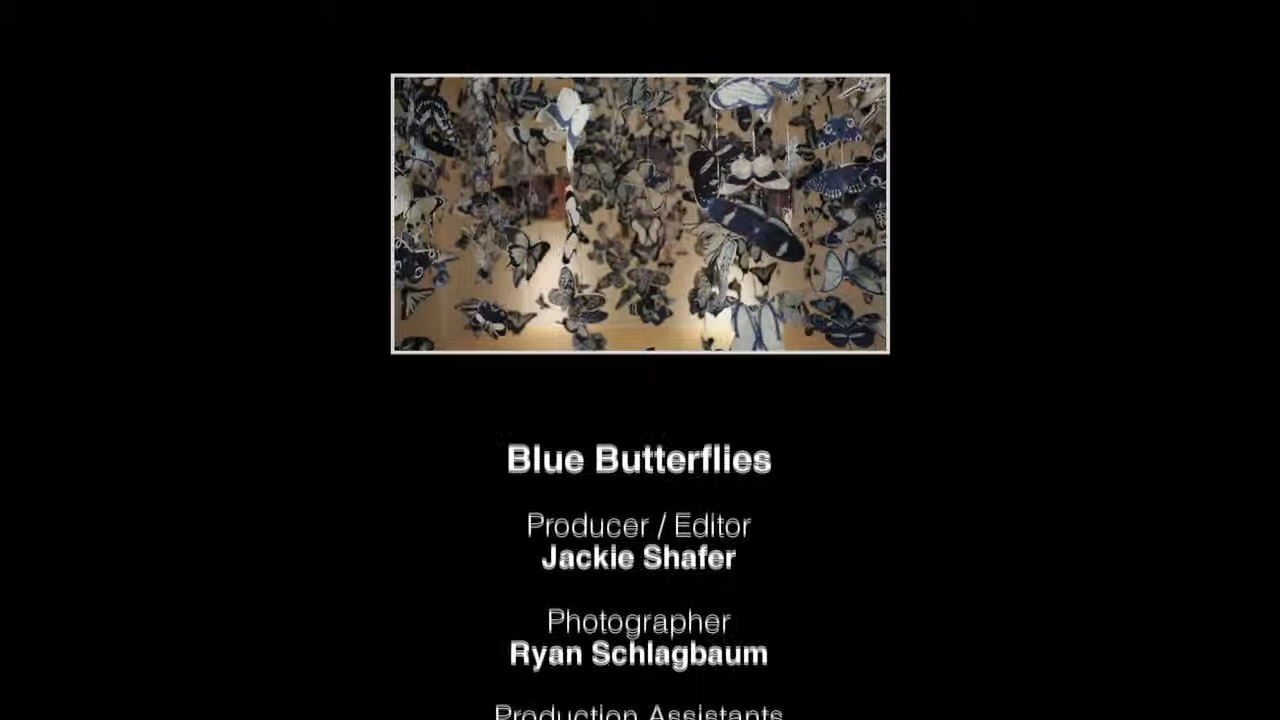 Blue Butterflies
Producer / Editor
Jackie Shafer
Photographer
Ryan Schlagbaum
Production Assistants